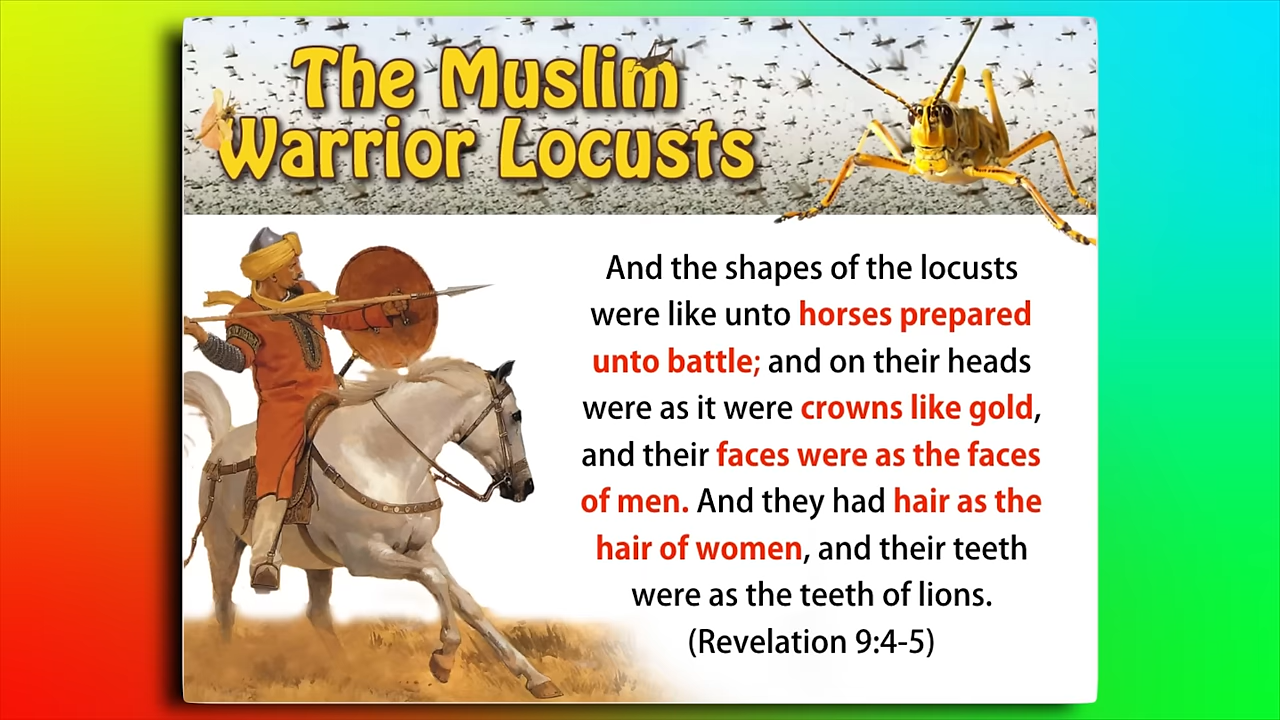 The Muslim
Warrior Locusts
And the shapes of the locusts
were like unto horses prepared
unto battle; and on their heads
were as it were crowns like gold,
and their faces were as the faces
of men. And they had hair as the
hair of women, and their teeth
were as the teeth of lions.
(Revelation 9:4-5)